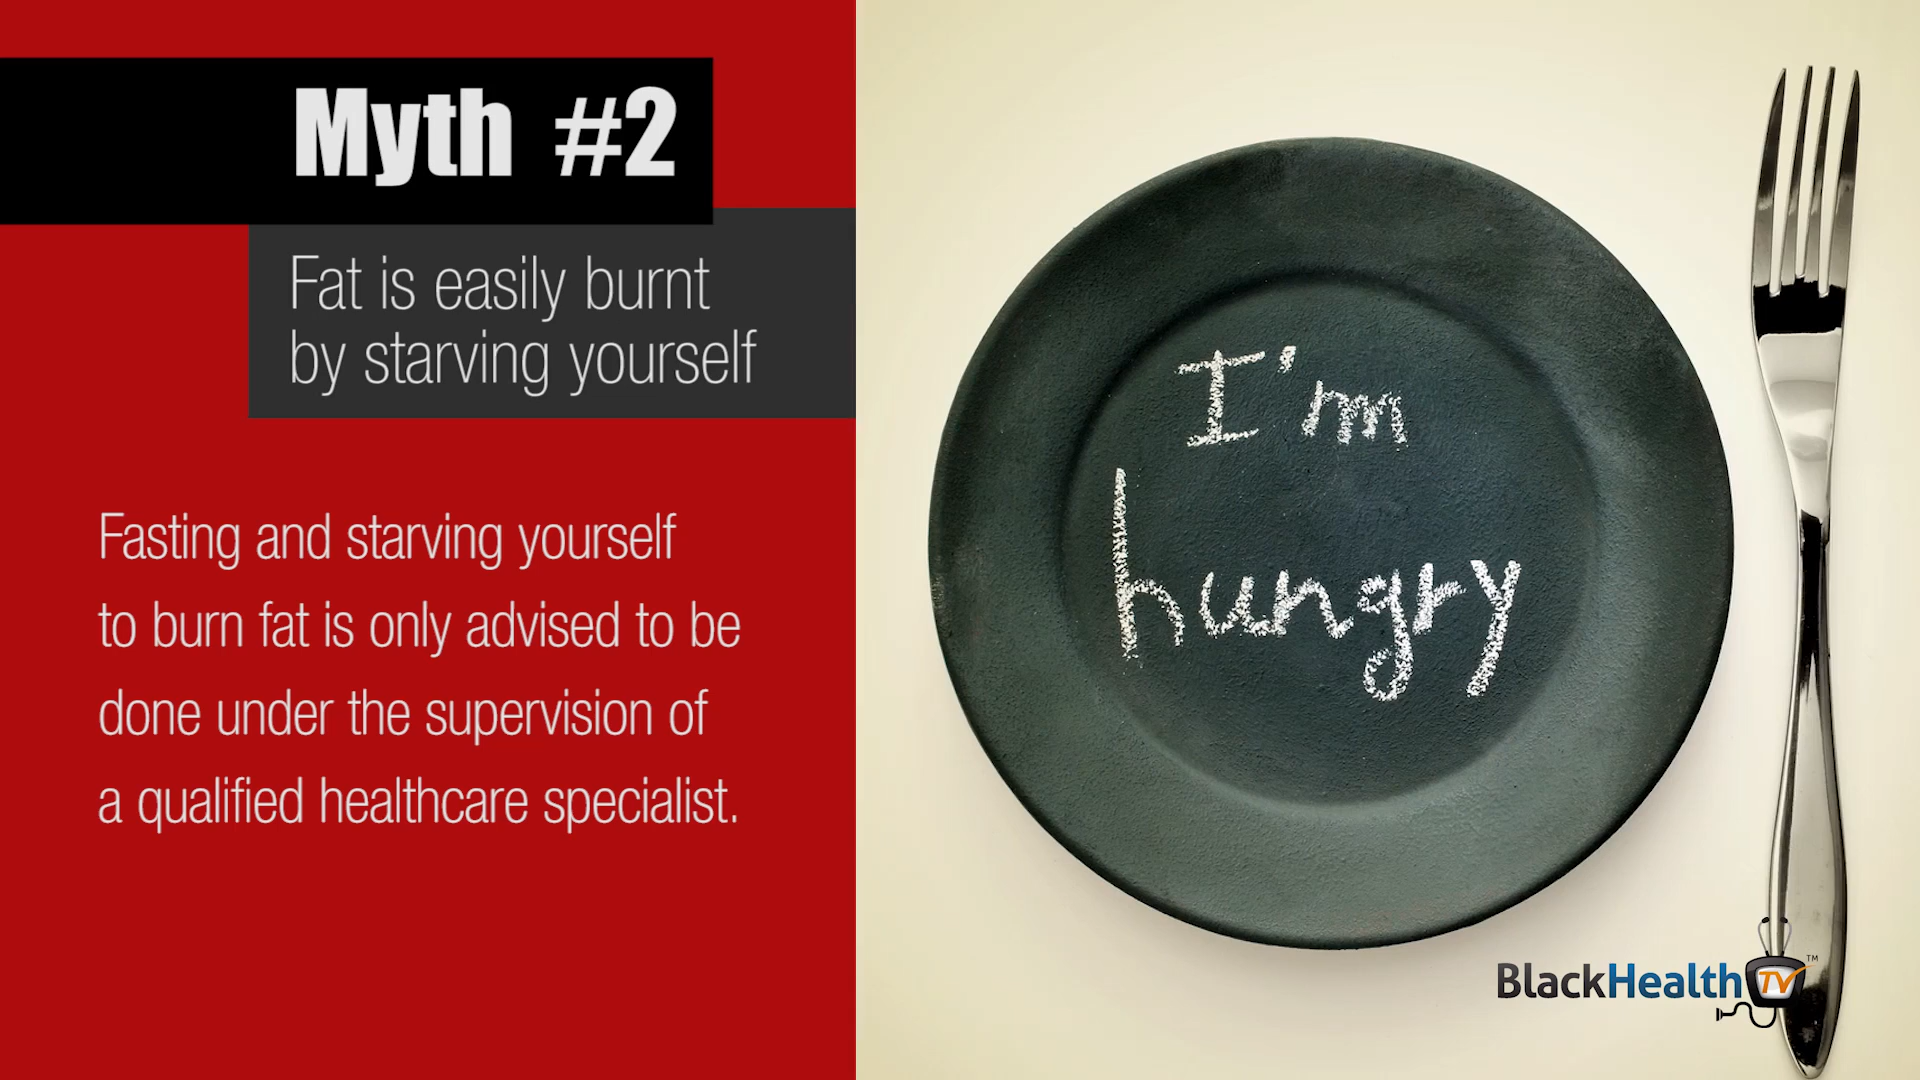 Myth #2
Fat is easily burnt
by starving yourself
Fasting and starving yourself
to burn fat is only advised to be
done under the supervision of
a qualified healthcare specialist.
I'm
hungry
BlackHealth TV™